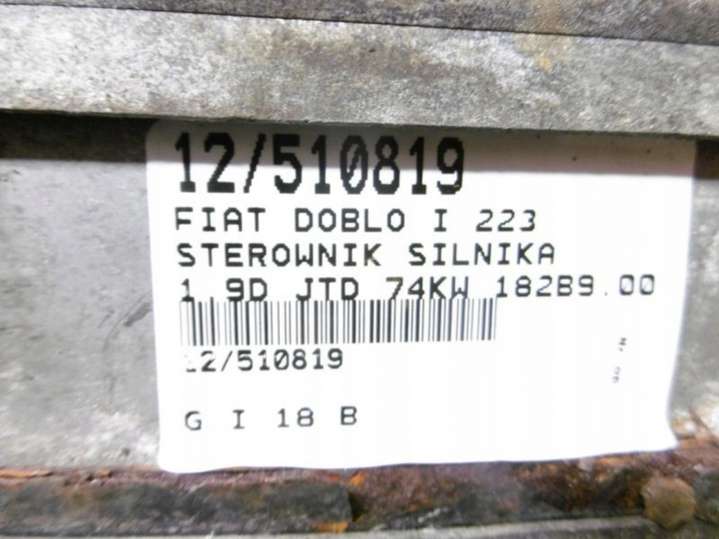 12/510819
FIAT DOBLO I 223
STEROWNIK SILNIKA
1.9D JTD 74KW 182B9.00
12/510819
G I 18 B